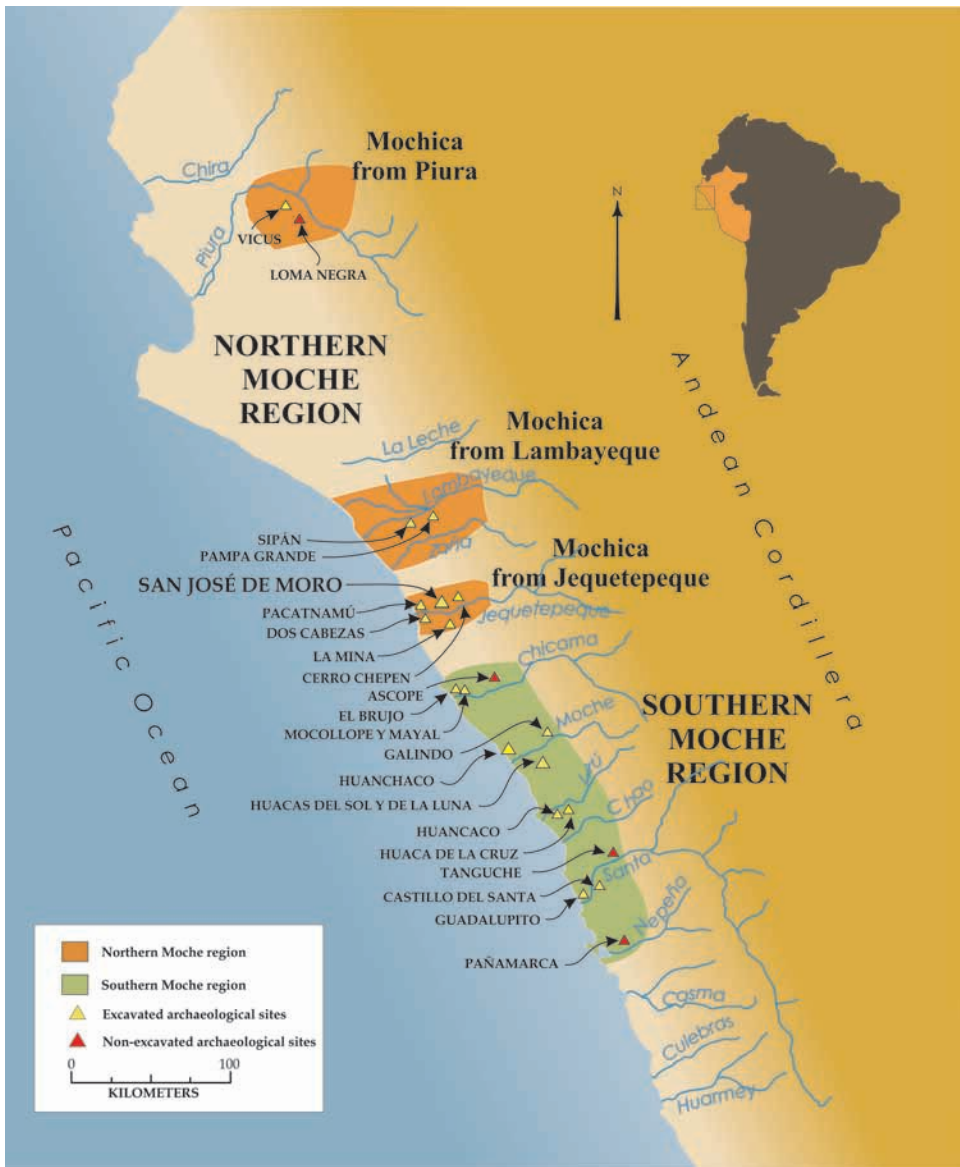 Mochica
from Piura
Chira
Piura
VICUS
LOMA NEGRA
N
NORTHERN
MOCHE
REGION
Andean Cordillera
Mochica
from Lambayeque
La Leche
Lambayeque
Zaña
SIPÁN
PAMPA GRANDE
Mochica
from Jequetepeque
SAN JOSÉ DE MORO
PACATNAMÚ
Jequetepeque
DOS CABEZAS
LA MINA
Pacific Ocean
Chicama
CERRO CHEPEN
ASCOPE
EL BRUJO
MOCOLLOPE Y MAYAL
Moche
GALINDO
SOUTHERN
MOCHE
REGION
HUANCHACO
Virú
HUACAS DEL SOL Y DE LA LUNA
Chao
HUANCACO
HUACA DE LA CRUZ
TANGUCHE
Santa
CASTILLO DEL SANTA
GUADALUPITO
Nepeña
PAÑAMARCA
Casma
Culebras
Huarmey
Northern Moche region
Southern Moche region
Excavated archaeological sites
Non-excavated archaeological sites
0 100
KILOMETERS